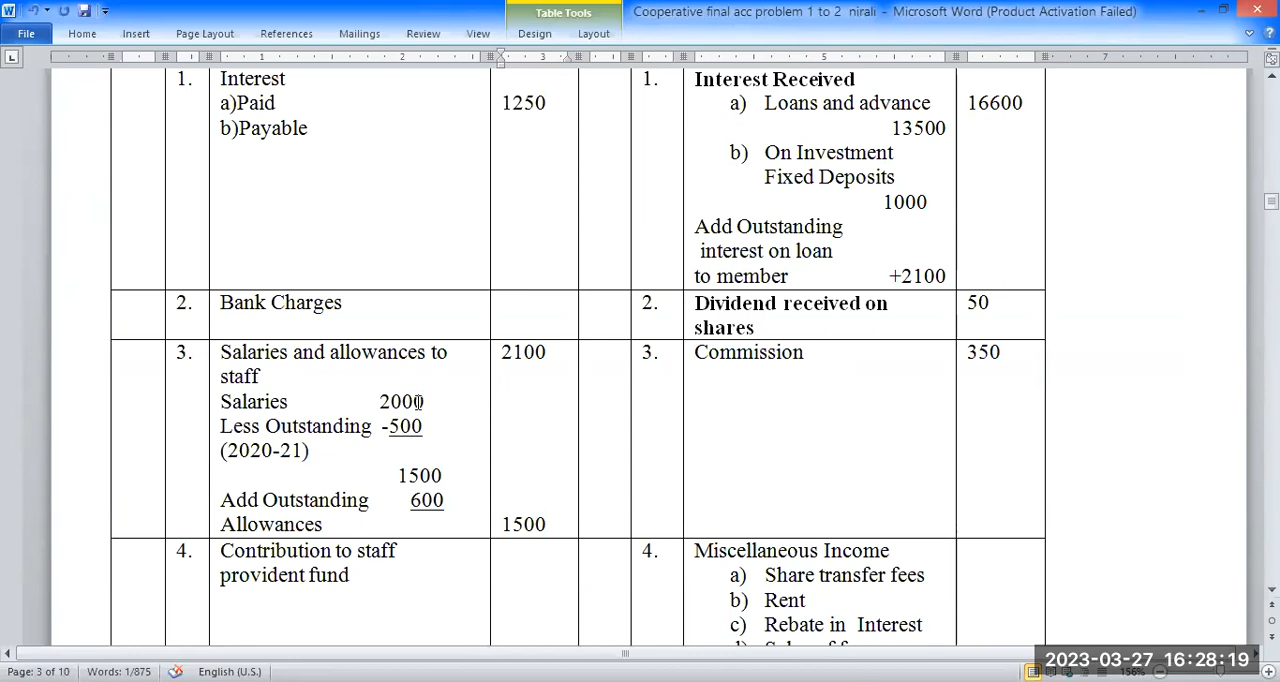 Table Tools
Cooperative final acc problem 1 to 2 nirali - Microsoft Word (Product Activation Failed)
File Home Insert Page Layout References Mailings Review View Design Layout
1. Interest
a)Paid 1250
b)Payable
1. Interest Received
a) Loans and advance 16600
13500
b) On Investment
Fixed Deposits
1000
Add Outstanding
interest on loan
to member +2100
2. Bank Charges
2. Dividend received on 50
shares
3. Salaries and allowances to 2100
staff
Salaries 2000
Less Outstanding -500
(2020-21)
1500
Add Outstanding 600
Allowances 1500
3. Commission 350
4. Contribution to staff
provident fund
4. Miscellaneous Income
a) Share transfer fees
b) Rent
c) Rebate in Interest
Page: 3 of 10 Words: 1/875 English (U.S.) 156%
2023-03-27 16:28:19